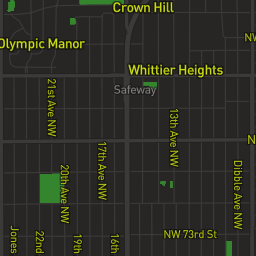 Crown Hill
Olympic Manor
NW
Whittier Heights
Safeway
21st Ave NW
13th Ave NW
N
17th Ave NW
20th Ave NW
Dibble Ave NW
NW 73rd St
Jones
22nd
19th
16th